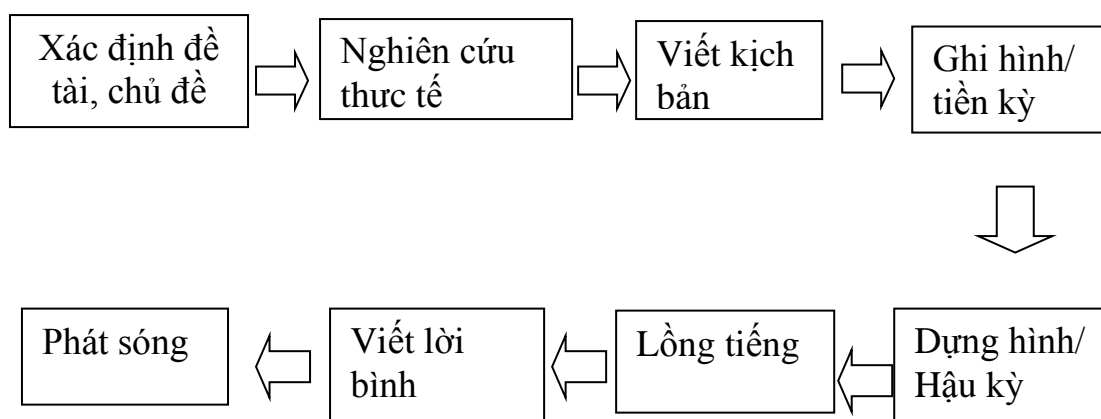 Xác định đề
tài, chủ đề
Nghiên cứu
thưc tế
Viết kịch
bản
Ghi hình/
tiền kỳ
Dựng hình/
Hậu kỳ
Lồng tiếng
Viết lời
bình
Phát sóng